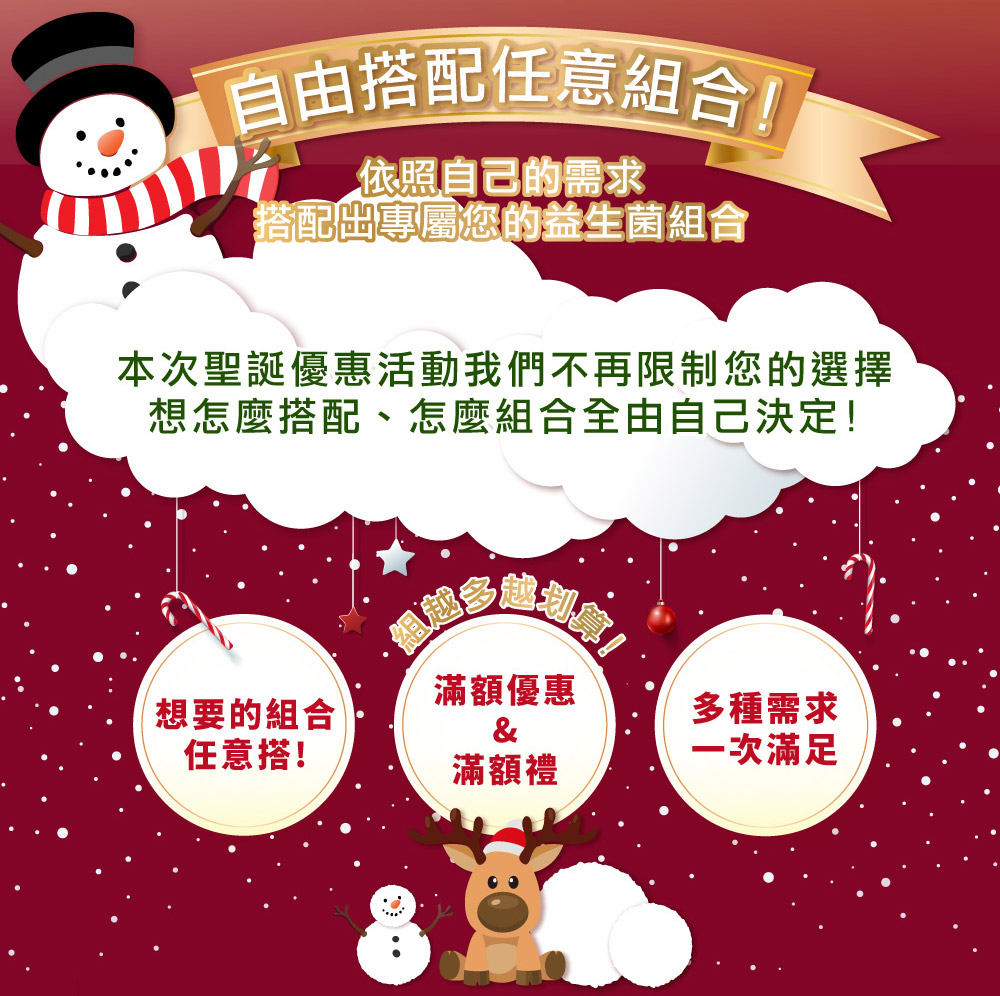 自由搭配任意組合!
依照自己的需求
搭配出專屬您的益生菌組合
本次聖誕優惠活動我們不再限制您的選擇
想怎麼搭配、怎麼組合全由自己決定!
組越多越划算!
想要的組合
任意搭!
滿額優惠
&
滿額禮
多種需求
一次滿足